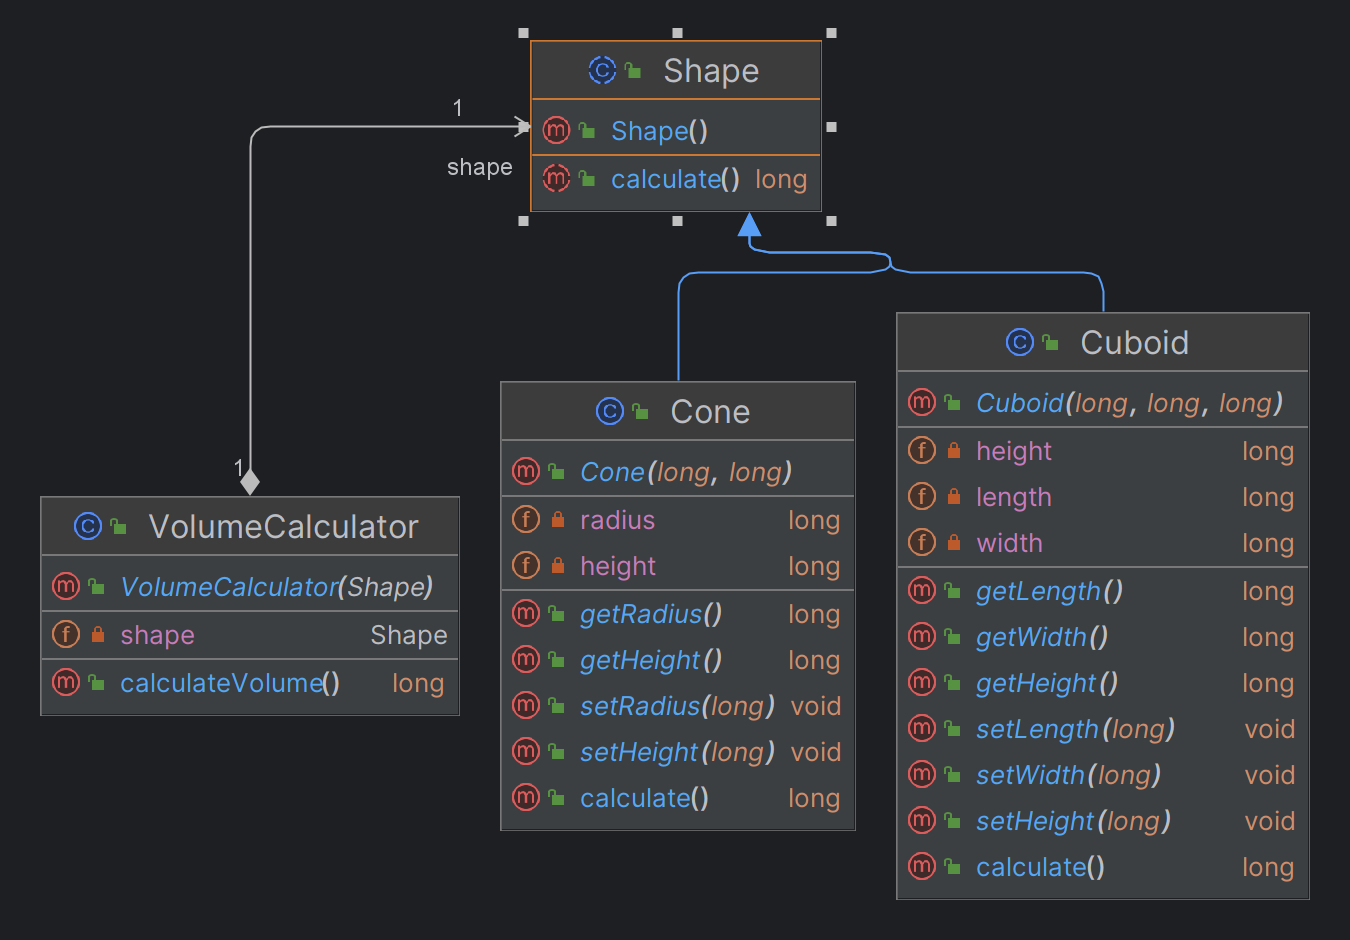 Shape
Shape()
calculate() long
1
shape
1
VolumeCalculator
VolumeCalculator(Shape)
shape Shape
calculateVolume() long
Cone
Cone(long, long)
radius long
height long
getRadius() long
getHeight() long
setRadius(long) void
setHeight(long) void
calculate() long
Cuboid
Cuboid(long, long, long)
height long
length long
width long
getLength() long
getWidth() long
getHeight() long
setLength(long) void
setWidth(long) void
setHeight(long) void
calculate() long